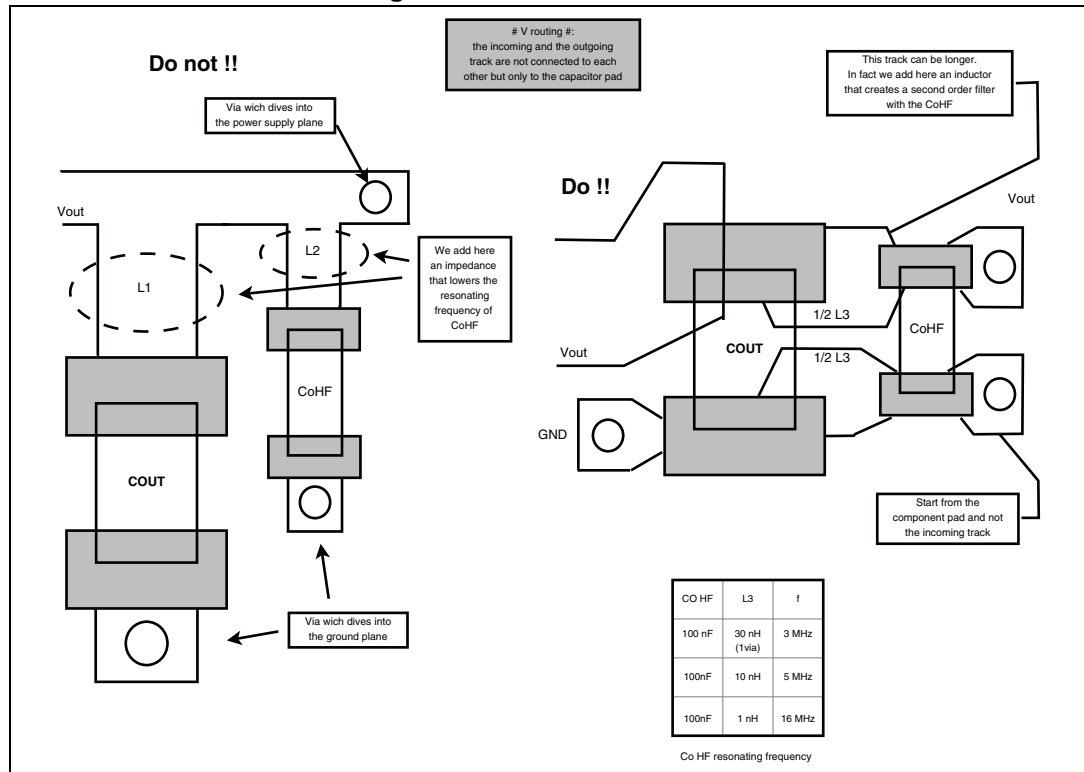 # V routing #:
the incoming and the outgoing
track are not connected to each
other but only to the capacitor pad
Do not !!
This track can be longer.
In fact we add here an inductor
that creates a second order filter
with the CoHF
Via wich dives into
the power supply plane
Do !!
Vout
Vout
L1
L2
We add here
an impedance
that lowers the
resonating
frequency of
CoHF
1/2 L3
CoHF
Vout
COUT
1/2 L3
CoHF
GND
COUT
Start from the
component pad and not
the incoming track
Via wich dives into
the ground plane
CO HF L3 f
100 nF 30 nH 3 MHz
(1via)
100nF 10 nH 5 MHz
100nF 1 nH 16 MHz
Co HF resonating frequency